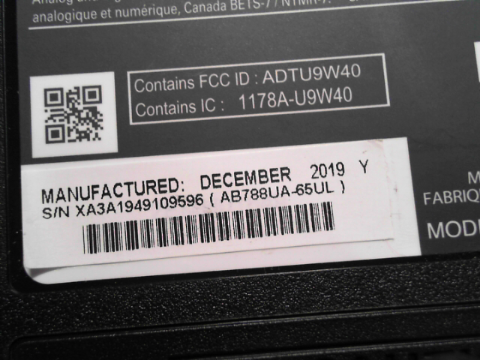 analogique et numérique, Canada BETS-7 / NTMR-7.
Contains FCC ID : ADTU9W40
Contains IC : 1178A-U9W40
MANUFACTURED: DECEMBER 2019 Y
S/N XA3A1949109596 ( AB788UA-65UL )
FABRIQ
MODE